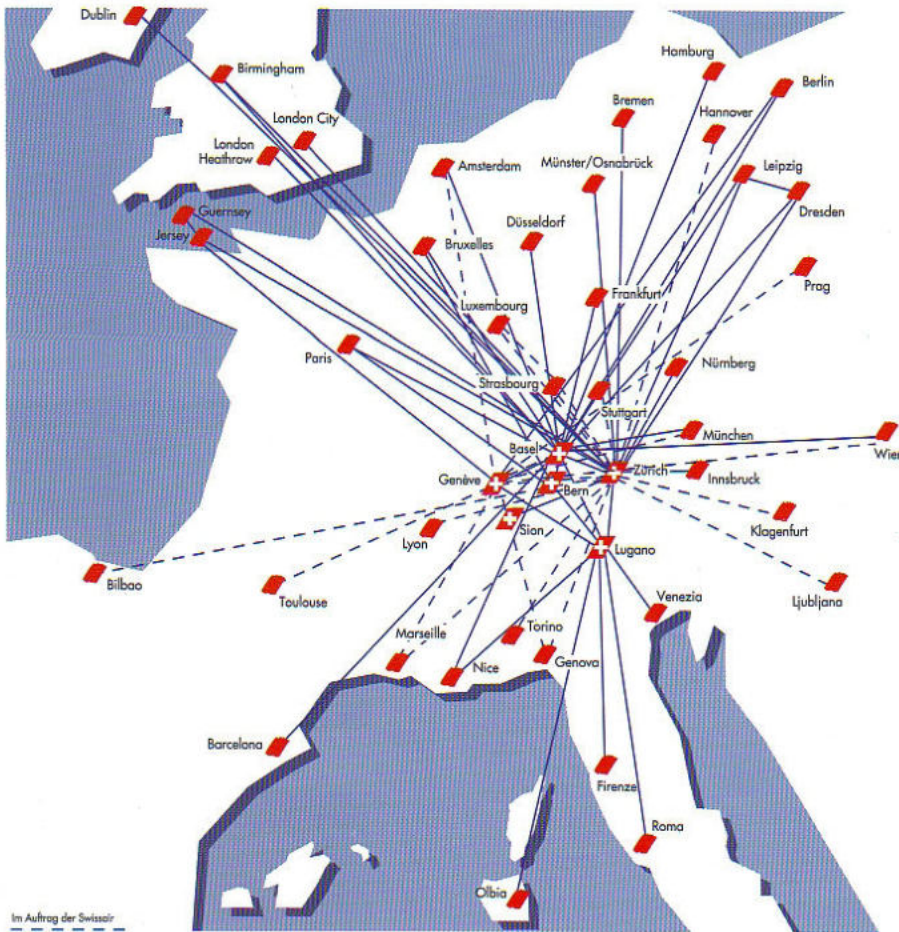 Dublin
Birmingham
Hamburg
Berlin
Bremen
Hannover
London City
London
Heathrow
Amsterdam
Münster/Osnabrück
Leipzig
Dresden
Guernsey
Jersey
Bruxelles
Düsseldorf
Prag
Luxembourg
Frankfurt
Paris
Strasbourg
Nürnberg
Stuttgart
München
Basel
Wien
Genève
Bern
Zürich
Innsbruck
Sion
Lyon
Klagenfurt
Lugano
Bilbao
Toulouse
Venezia
Ljubljana
Marseille
Torino
Nice
Genova
Barcelona
Firenze
Roma
Olbia
Im Auftrag der Swissair